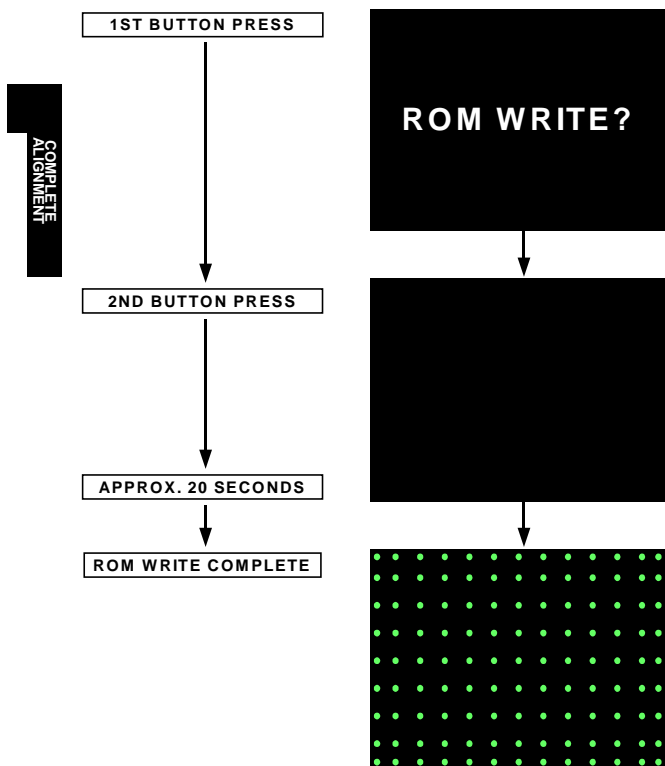 1ST BUTTON PRESS
ROM WRITE?
COMPLETE
ALIGNMENT
2ND BUTTON PRESS
APPROX. 20 SECONDS
ROM WRITE COMPLETE